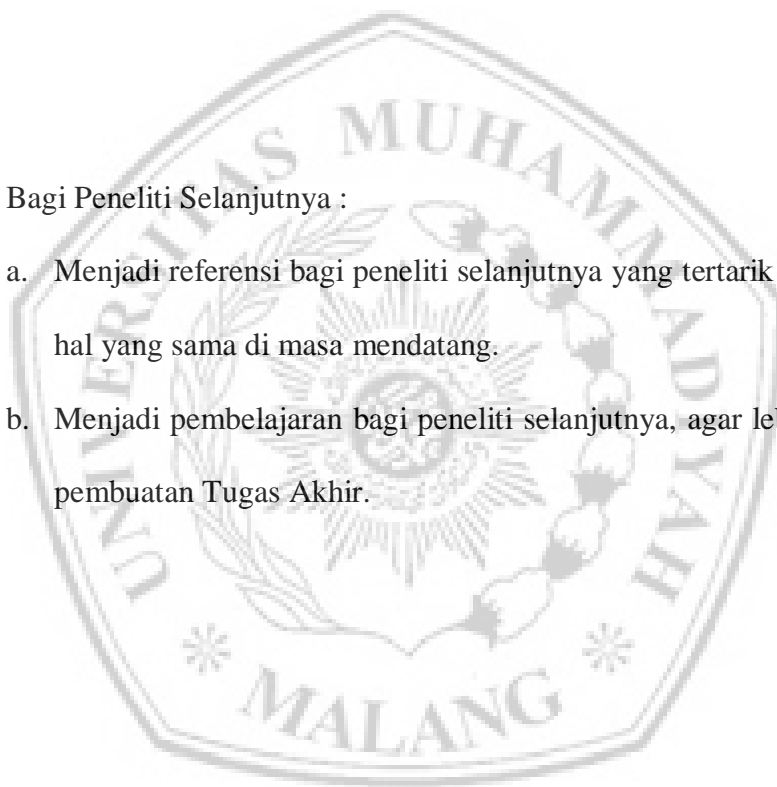 Bagi Peneliti Selanjutnya :
a. Menjadi referensi bagi peneliti selanjutnya yang tertarik
hal yang sama di masa mendatang.
b. Menjadi pembelajaran bagi peneliti selanjutnya, agar
pembuatan Tugas Akhir.
UNIVERSITAS MUHAMMADIYAH
MALANG